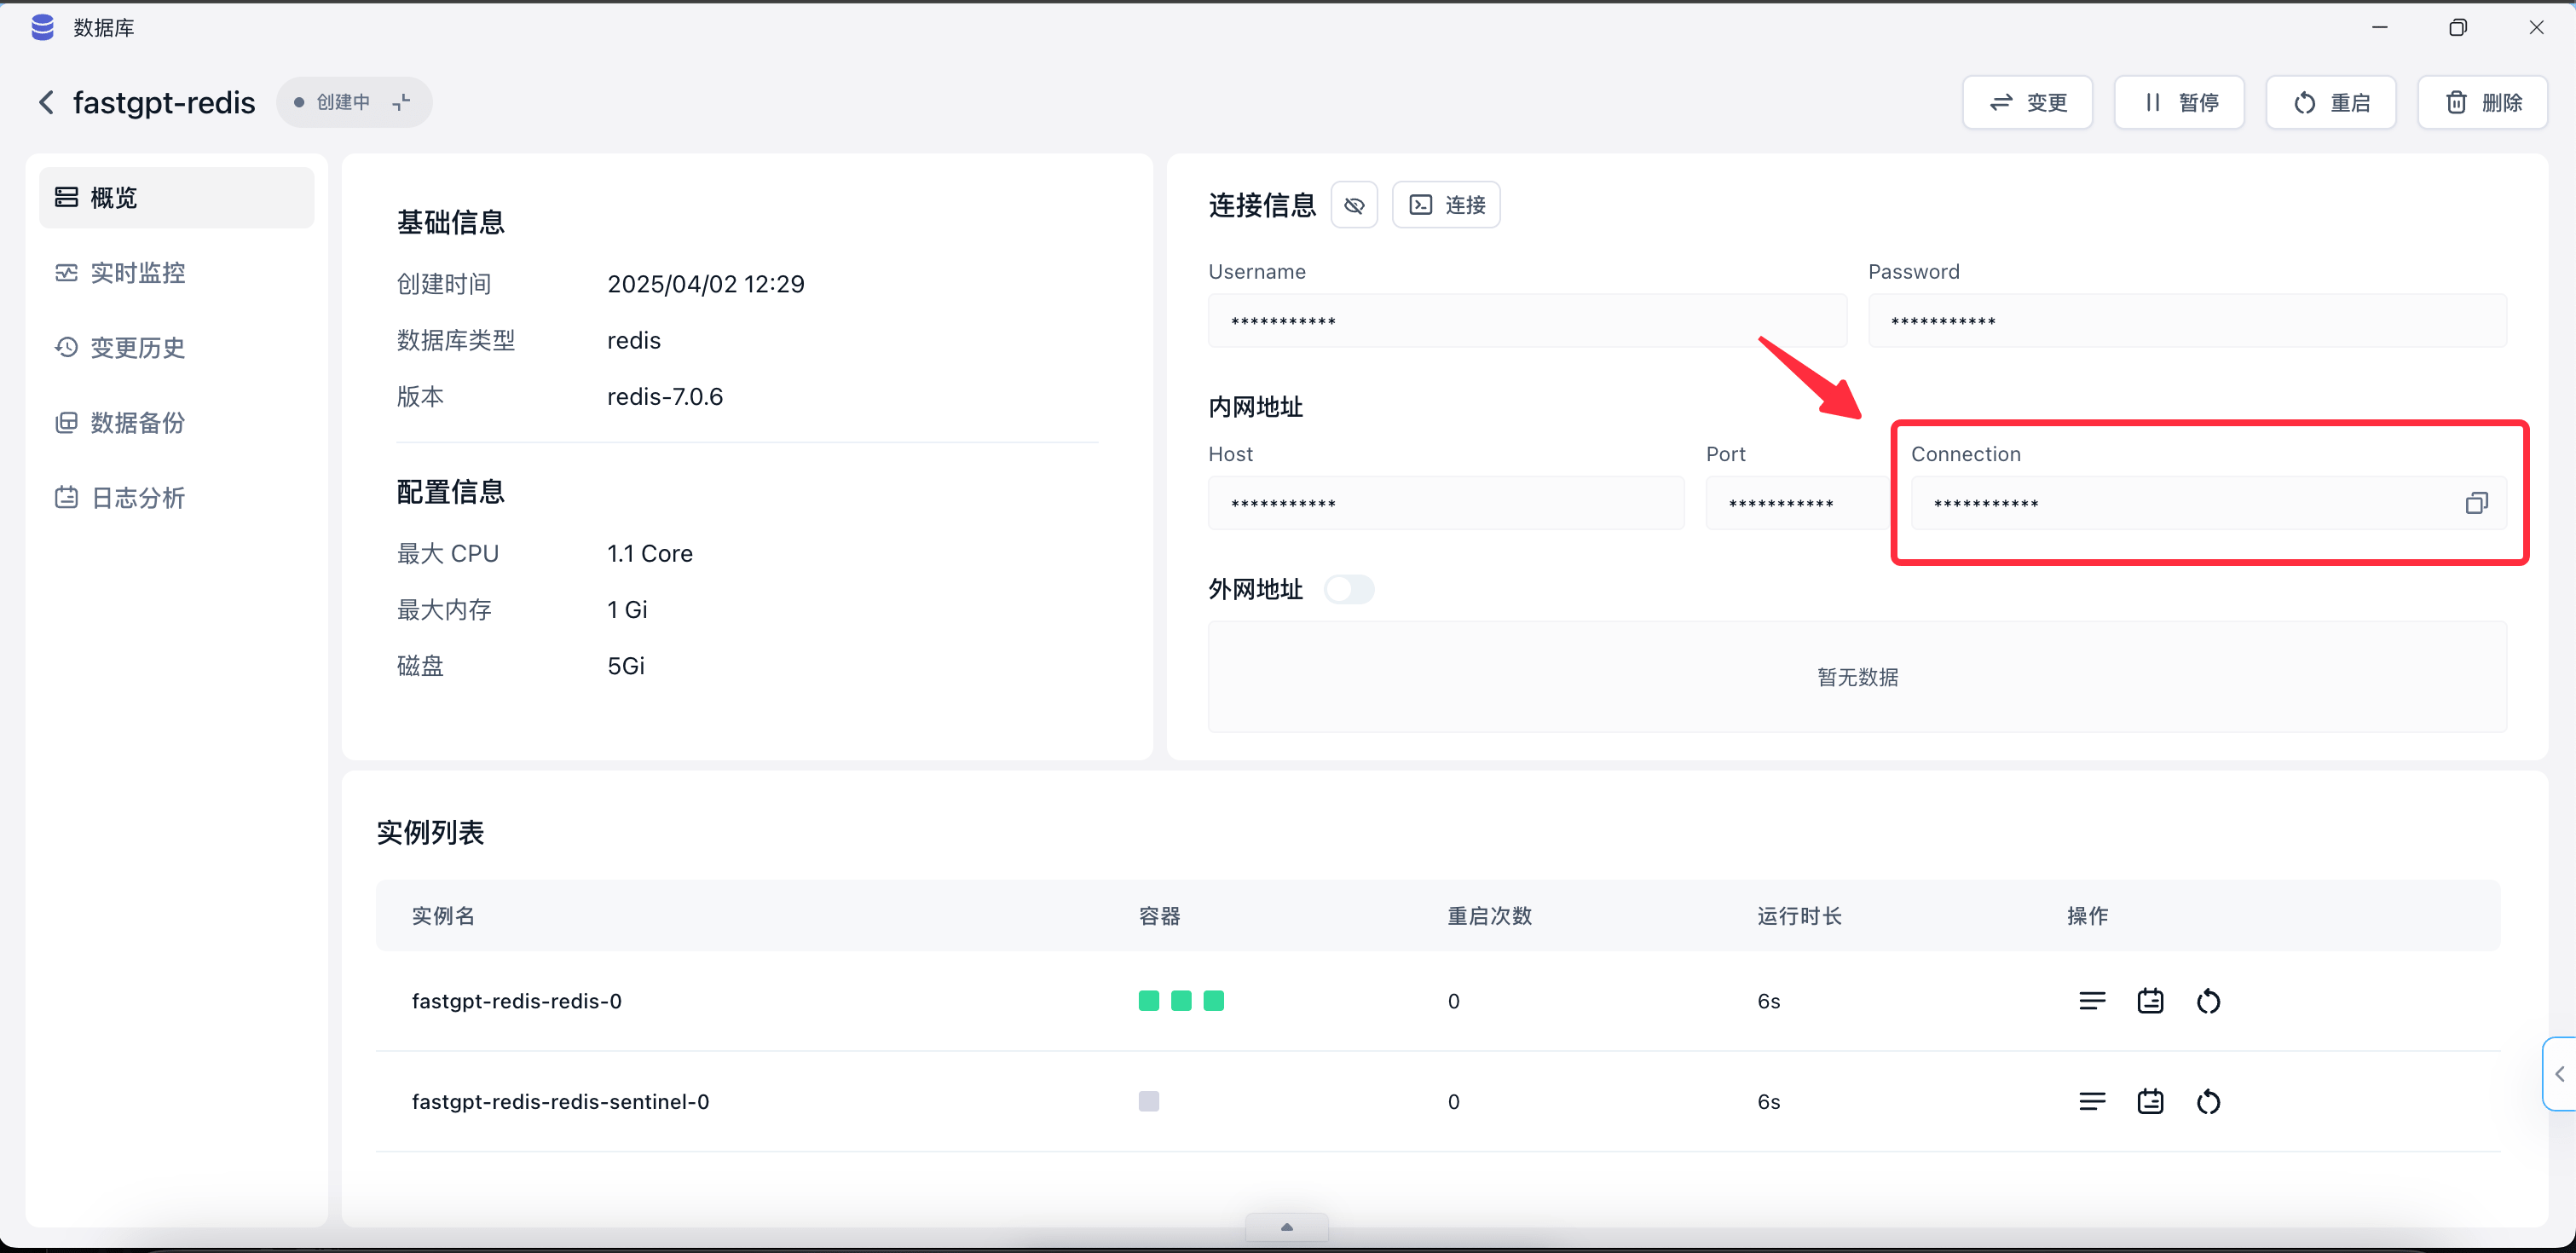 数据库
fastgpt-redis
创建中
变更
暂停
重启
删除
概览
实时监控
变更历史
数据备份
日志分析
基础信息
创建时间 2025/04/02 12:29
数据库类型 redis
版本 redis-7.0.6
配置信息
最大 CPU 1.1 Core
最大内存 1 Gi
磁盘 5Gi
连接信息
连接
Username Password
*********** ***********
内网地址
Host Port Connection
*********** *********** ***********
外网地址
暂无数据
实例列表
实例名 容器 重启次数 运行时长 操作
fastgpt-redis-redis-0 0 6s
fastgpt-redis-redis-sentinel-0 0 6s